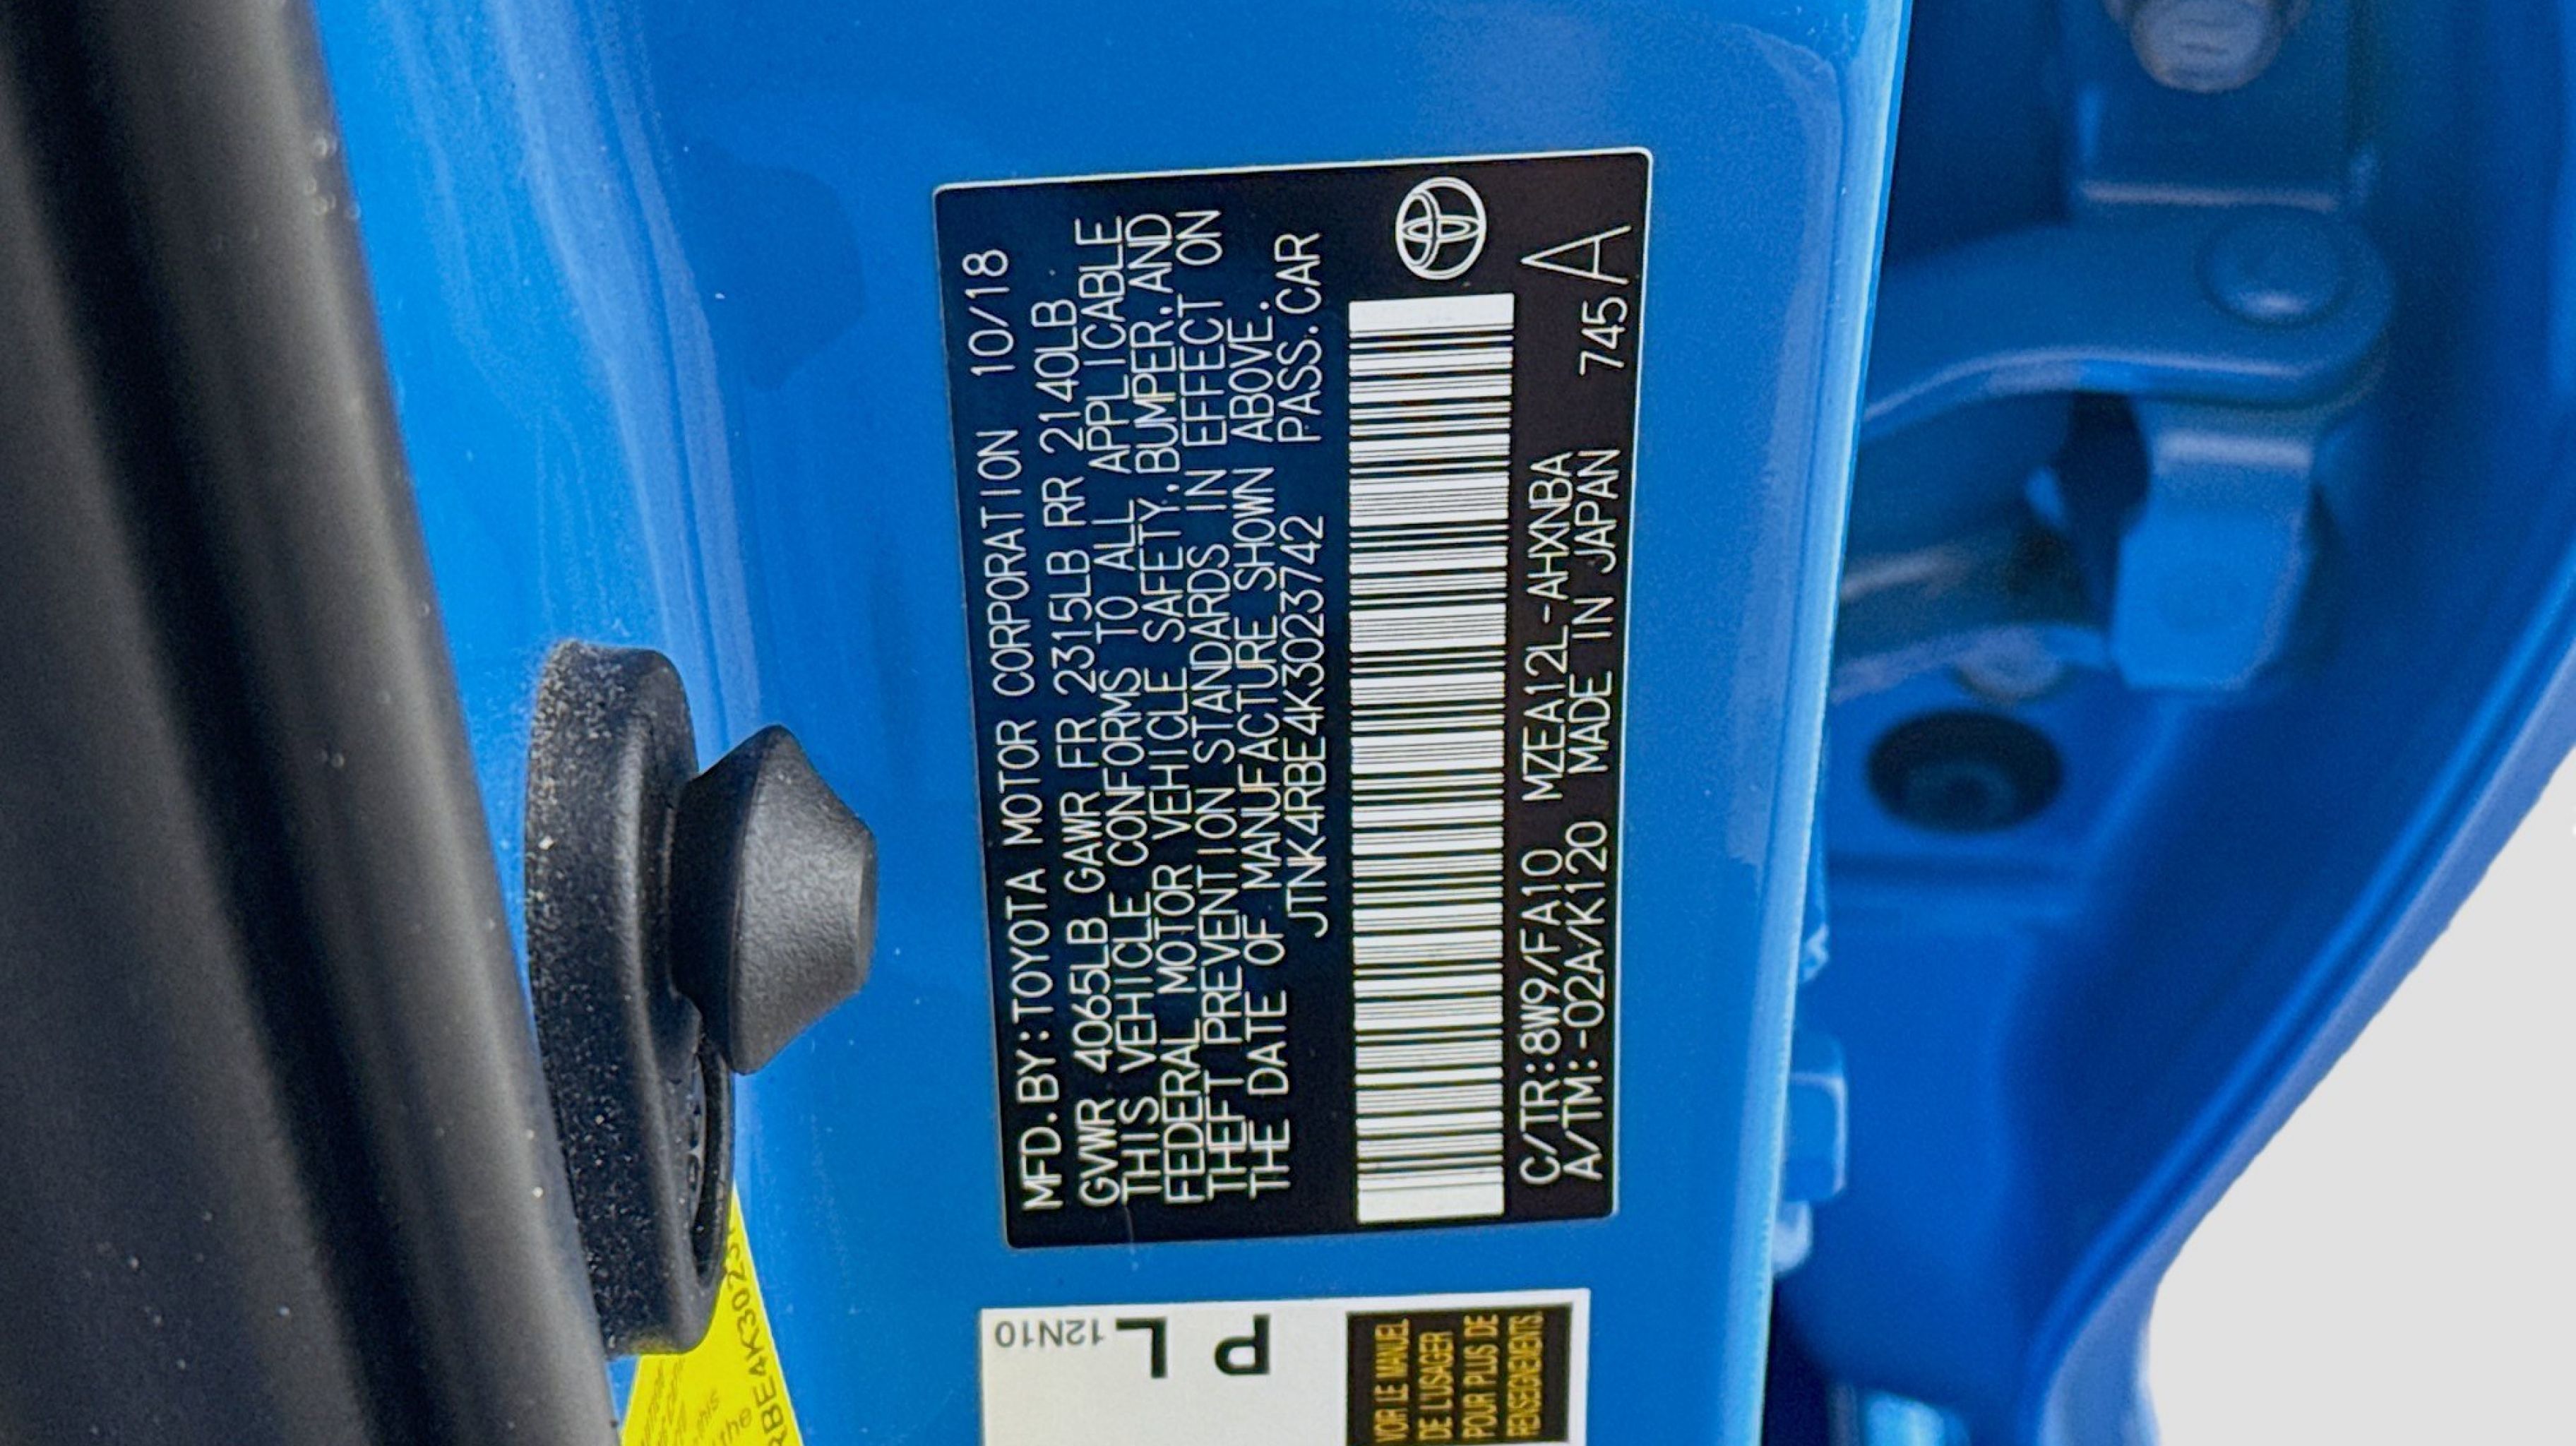 MFD.BY:TOYOTA MOTOR CORPORATION 10/18
GVWR 4065LB GAWR FR 2315LB RR 2140LB
THIS VEHICLE CONFORMS TO ALL APPLICABLE
FEDERAL MOTOR VEHICLE SAFETY,BUMPER,AND
THEFT PREVENTION STANDARDS IN EFFECT ON
THE DATE OF MANUFACTURE SHOWN ABOVE.
JTNK4RBE4K3023742 PASS.CAR
C/TR:8W9/FA10 MZEA12L-AHXNBA
A/TM:-02A/K120 MADE IN JAPAN 745 A
12N10
L
P
VOIR LE MANUEL
DE L'USAGER
POUR PLUS DE
RENSEIGNEMENTS.
this
the
RBE4K3023